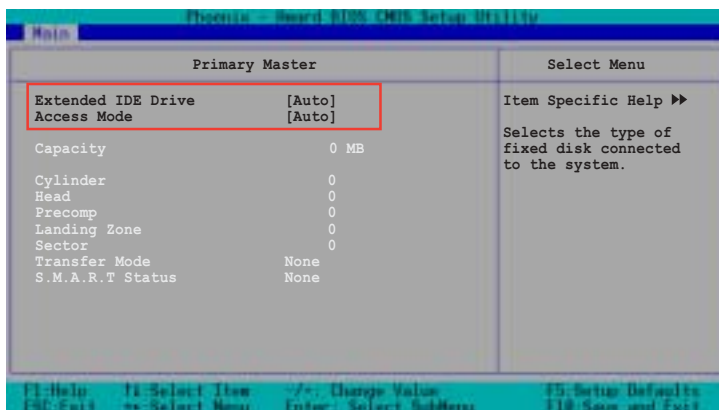 Phoenix - Award BIOS CMOS Setup Utility
Main
Primary Master
Select Menu
Extended IDE Drive [Auto]
Access Mode [Auto]
Capacity 0 MB
Cylinder 0
Head 0
Precomp 0
Landing Zone 0
Sector 0
Transfer Mode None
S.M.A.R.T Status None
Item Specific Help ▶▶
Selects the type of
fixed disk connected
to the system.
F1:Help ↑↓:Select Item -/+: Change Value F5:Setup Defaults
ESC:Exit ←→:Select Menu Enter: Select SubMenu F10:Save and Exit